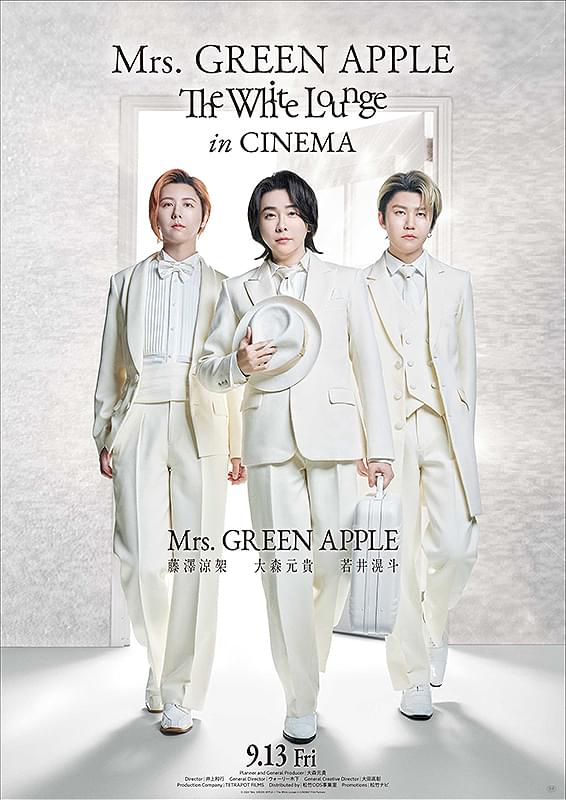 Mrs. GREEN APPLE
The White Lounge
in CINEMA
Mrs. GREEN APPLE
藤澤涼架 大森元貴 若井滉斗
9.13 Fri
Planner and General Producer | 大森元貴
Director | 井上和行 General Director | ウォーリー木下 General Creative Director | 大田高彰
Production Company | TETRAPOT FILMS Distributed by | 松竹ODS事業室 Promotions | 松竹ナビ